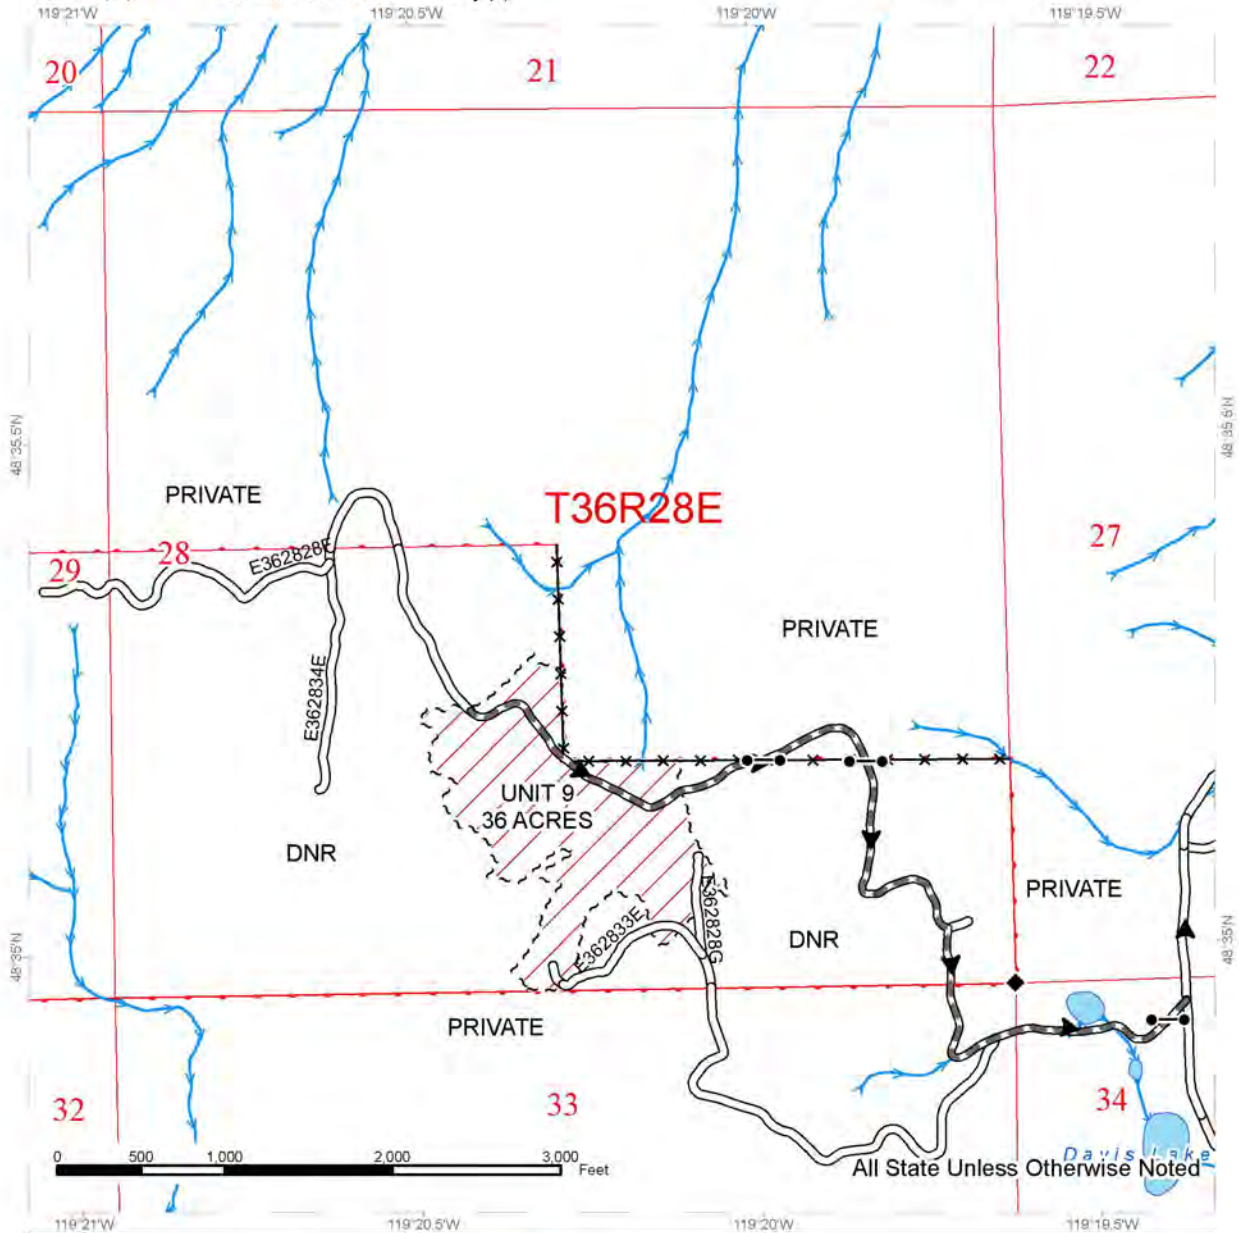 119°21'W
119°20.5'W
119°20'W
119°19.5'W
20
21
22
48°35.5'N
48°35.5'N
PRIVATE
T36R28E
27
28
29
E362828F
PRIVATE
E362834E
UNIT 9
36 ACRES
DNR
PRIVATE
E362828G
E362833E
DNR
48°35'N
48°35'N
PRIVATE
32
33
34
0
500
1,000
2,000
3,000
Feet
Davis Lake
All State Unless Otherwise Noted
119°21'W
119°20.5'W
119°20'W
119°19.5'W